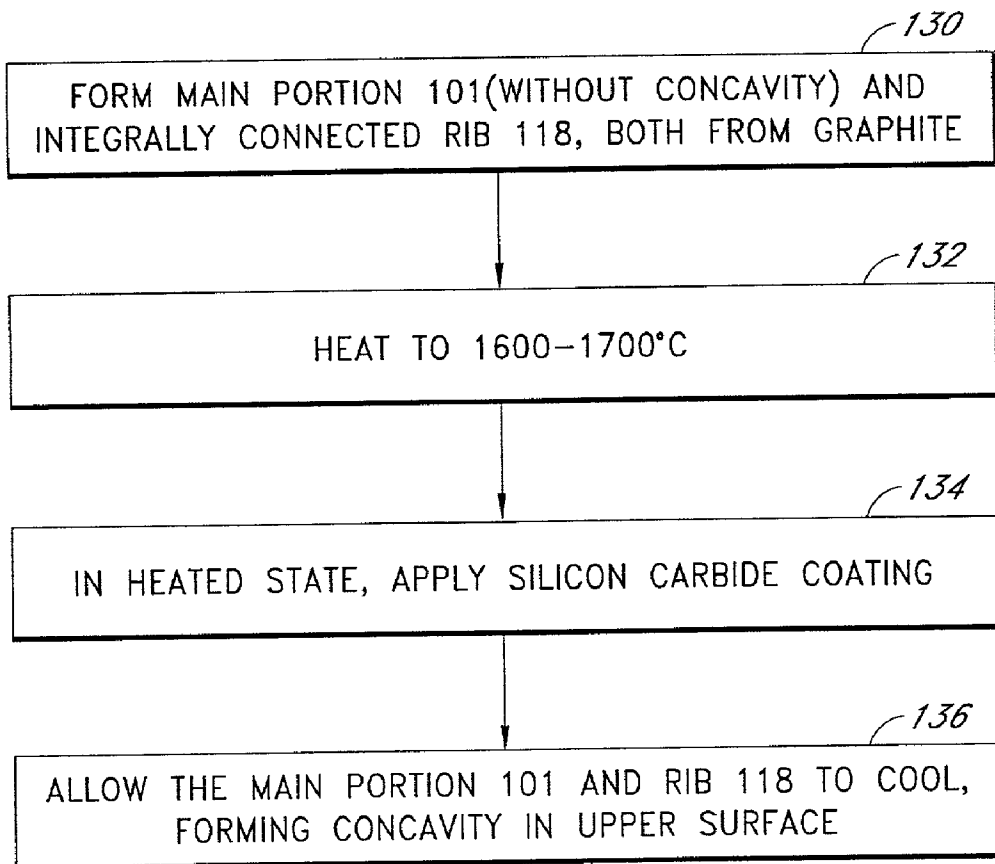 130
FORM MAIN PORTION 101(WITHOUT CONCAVITY) AND
INTEGRALLY CONNECTED RIB 118, BOTH FROM GRAPHITE
132
HEAT TO 1600-1700°C
134
IN HEATED STATE, APPLY SILICON CARBIDE COATING
136
ALLOW THE MAIN PORTION 101 AND RIB 118 TO COOL,
FORMING CONCAVITY IN UPPER SURFACE